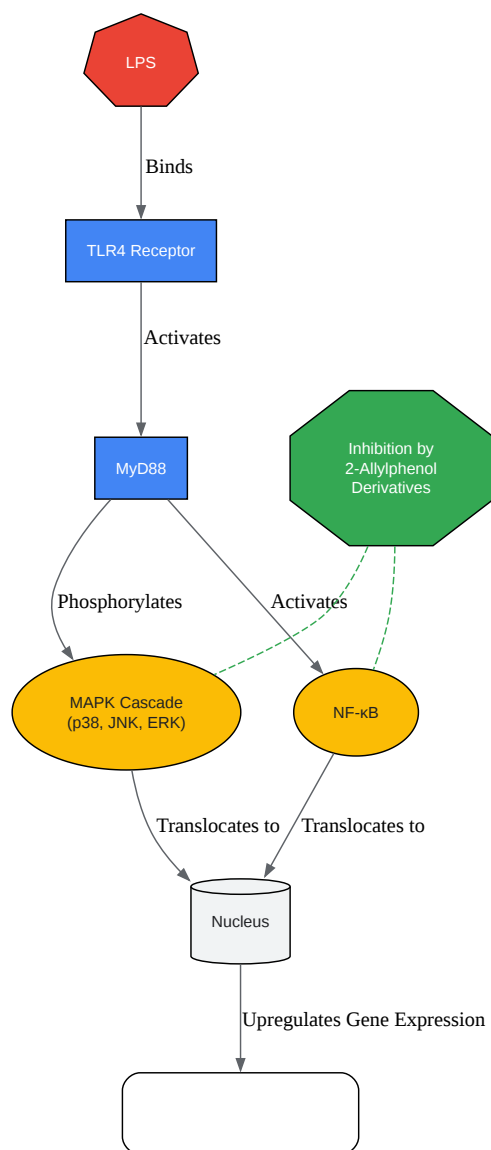 LPS
Binds
TLR4 Receptor
Activates
MyD88
Inhibition by
2-Allylphenol
Derivatives
Phosphorylates
Activates
MAPK Cascade
(p38, JNK, ERK)
NF-κB
Translocates to
Translocates to
Nucleus
Upregulates Gene Expression